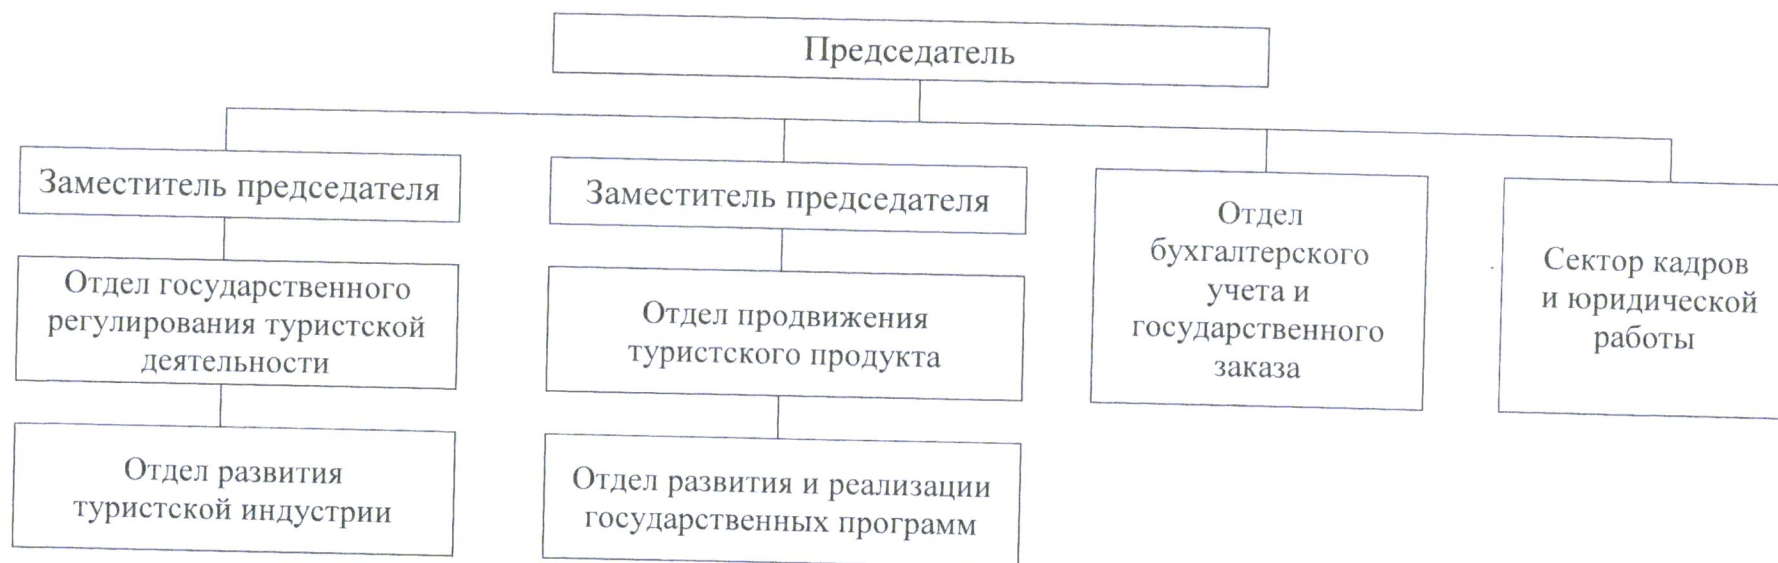 Председатель
Заместитель председателя
Заместитель председателя
Отдел
бухгалтерского
учета и
государственного
заказа
Сектор кадров
и юридической
работы
Отдел государственного
регулирования туристской
деятельности
Отдел продвижения
туристского продукта
Отдел развития
туристской индустрии
Отдел развития и реализации
государственных программ